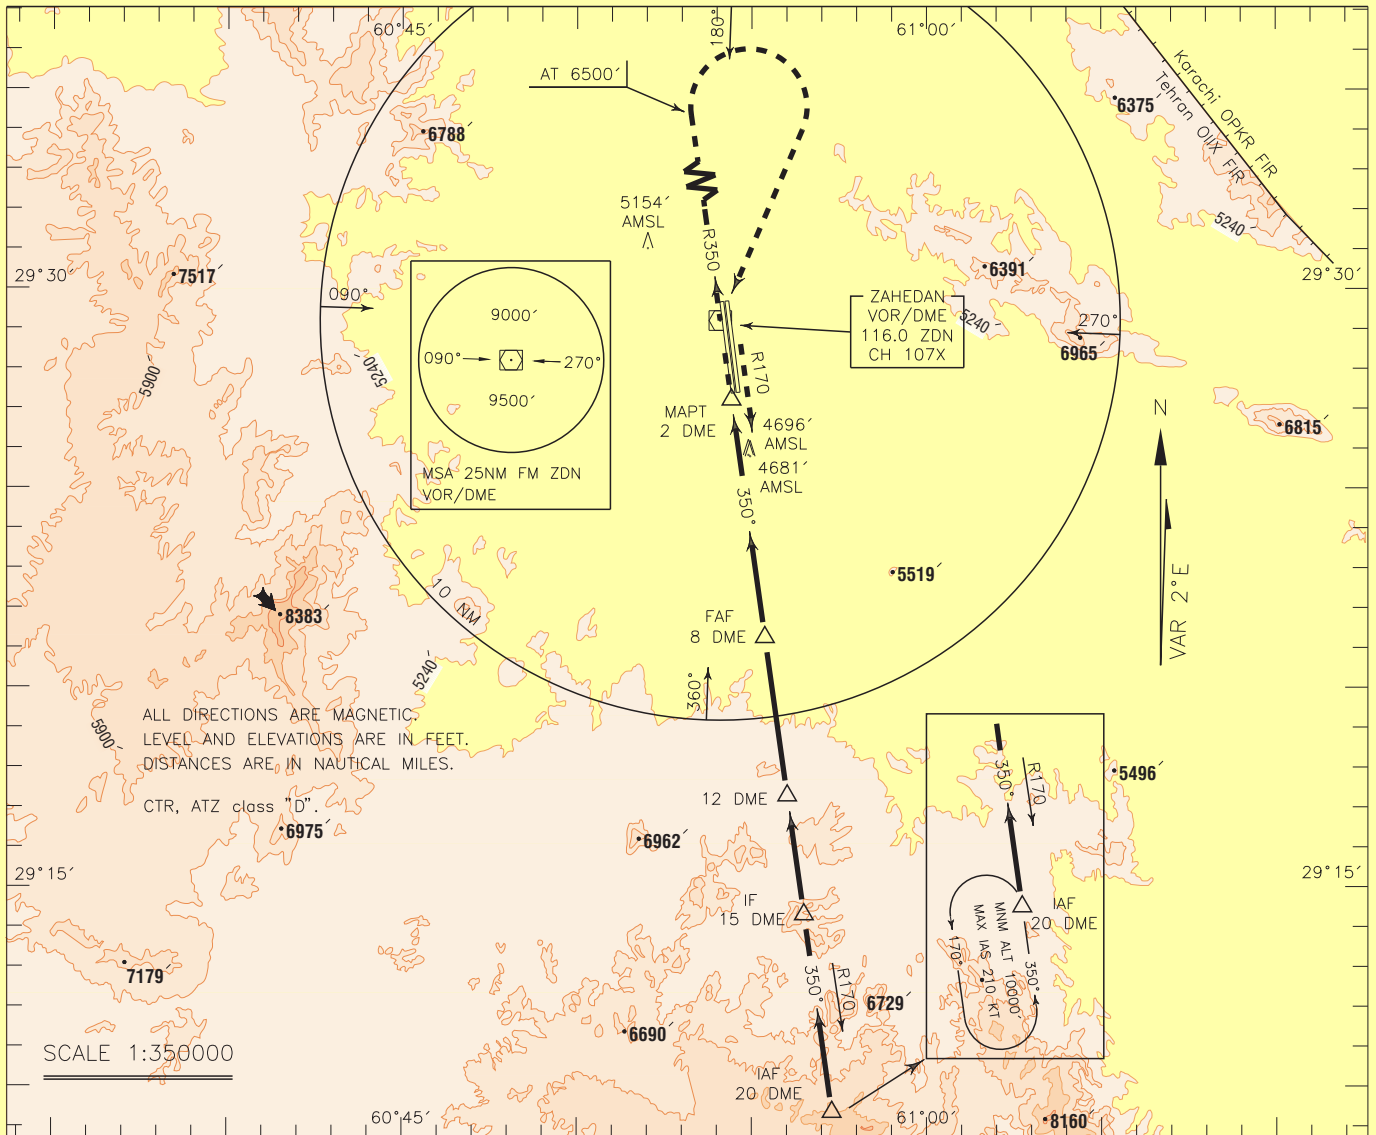 60°45´
61°00´
180°
AT 6500´
6788´
6375´
Karachi OPKR FIR
Tehran OIIX FIR
5240´
5154´
AMSL
R350
29°30´
29°30´
7517´
6391´
090°
9000´
090°
270°
9500´
MSA 25NM FM ZDN
VOR/DME
ZAHEDAN
VOR/DME
116.0 ZDN
CH 107X
5240´
270°
6965´
5900´
5240´
R170
MAPT
2 DME
4696´
AMSL
4681´
AMSL
N
6815´
350°
VAR 2°E
5519´
10 NM
8383´
FAF
8 DME
5240´
360°
5900´
ALL DIRECTIONS ARE MAGNETIC.
LEVEL AND ELEVATIONS ARE IN FEET.
DISTANCES ARE IN NAUTICAL MILES.
CTR, ATZ class "D".
6975´
12 DME
6962´
350°
R170
5496´
29°15´
29°15´
IF
15 DME
IAF
20 DME
MNM ALT 10000´
MAX IAS 210 KT
170°
350°
7179´
350°
R170
6729´
6690´
SCALE 1:350000
IAF
20 DME
60°45´
61°00´
8160´